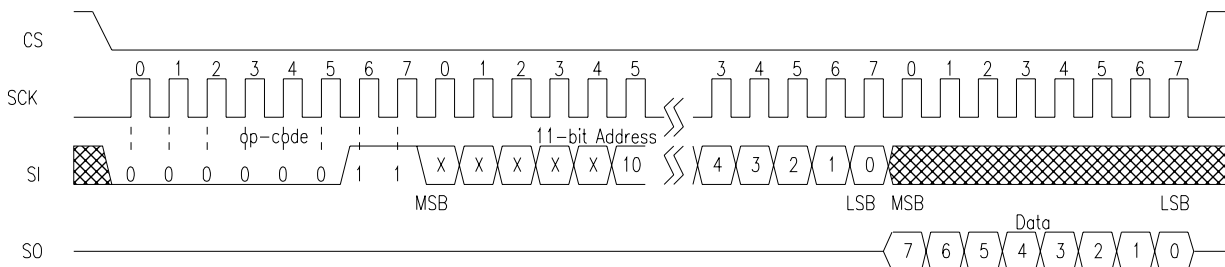 CS
0 1 2 3 4 5 6 7 0 1 2 3 4 5 3 4 5 6 7 0 1 2 3 4 5 6 7
SCK
op-code 11-bit Address
SI 0 0 0 0 0 0 1 1 X X X X X 10 4 3 2 1 0
MSB LSB MSB LSB
Data
SO 7 6 5 4 3 2 1 0